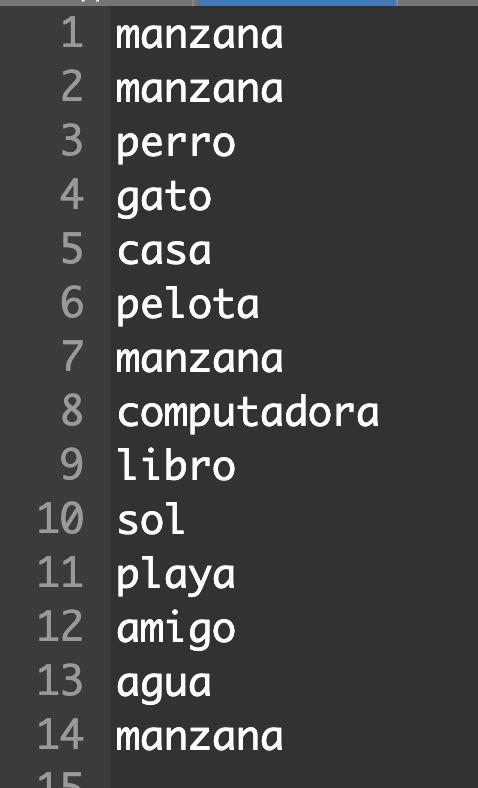 1 manzana
2 manzana
3 perro
4 gato
5 casa
6 pelota
7 manzana
8 computadora
9 libro
10 sol
11 playa
12 amigo
13 agua
14 manzana
15